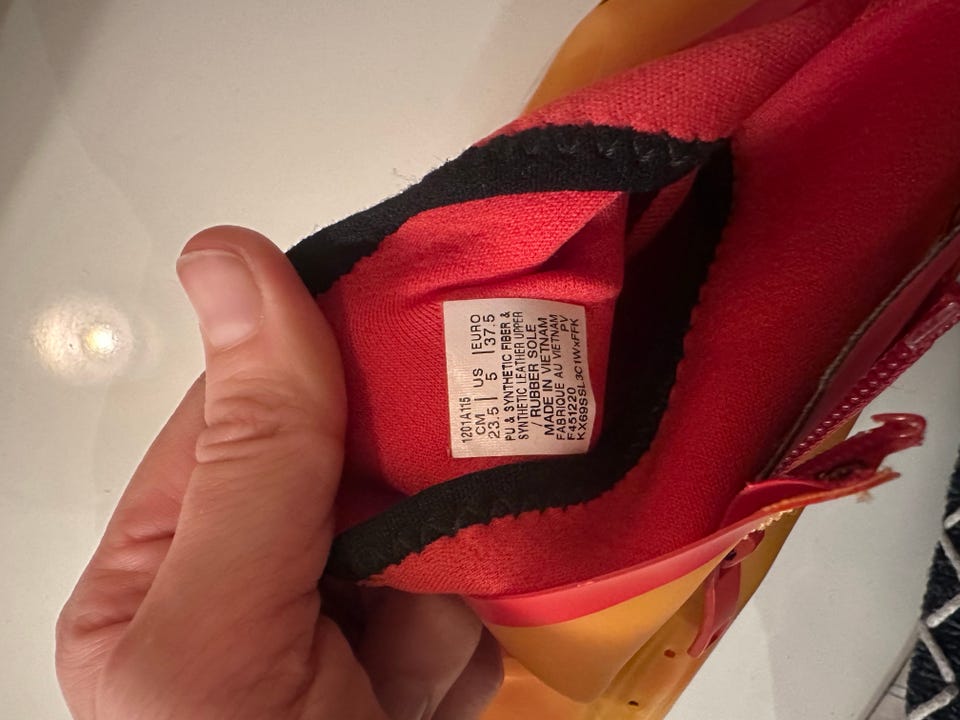 1201A115
CM | US | EURO
23.5 | 5 | 37.5
PU & SYNTHETIC FIBER &
SYNTHETIC LEATHER UPPER
/ RUBBER SOLE
MADE IN VIETNAM
FABRIQUE AU VIETNAM
F451220 PV
KX69SSL3C1WxFFK